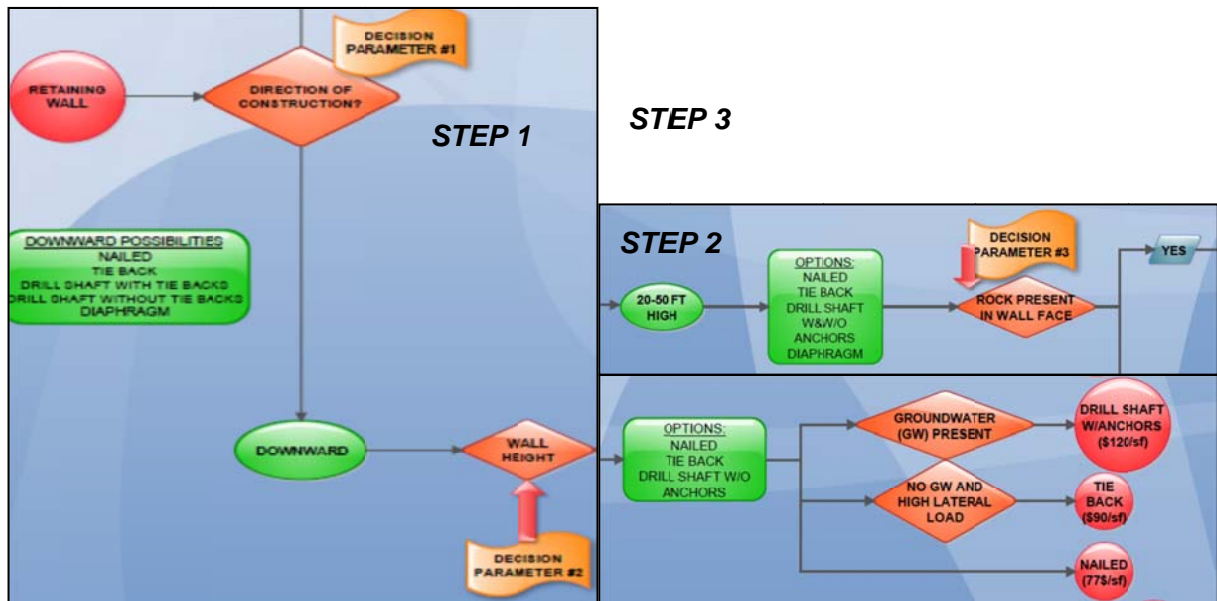 DECISION
PARAMETER #1
RETAINING
WALL
DIRECTION OF
CONSTRUCTION?
STEP 1
DOWNWARD POSSIBILITIES
NAILED
TIE BACK
DRILL SHAFT WITH TIE BACKS
DRILL SHAFT WITHOUT TIE BACKS
DIAPHRAGM
DOWNWARD
WALL
HEIGHT
DECISION
PARAMETER #2
STEP 3
STEP 2
20-50 FT
HIGH
OPTIONS:
NAILED
TIE BACK
DRILL SHAFT
W&W/O
ANCHORS
DIAPHRAGM
DECISION
PARAMETER #3
ROCK PRESENT
IN WALL FACE
YES
OPTIONS:
NAILED
TIE BACK
DRILL SHAFT W/O
ANCHORS
GROUNDWATER
(GW) PRESENT
DRILL SHAFT
W/ANCHORS
($120/sf)
NO GW AND
HIGH LATERAL
LOAD
TIE
BACK
($90/sf)
NAILED
(77$/sf)